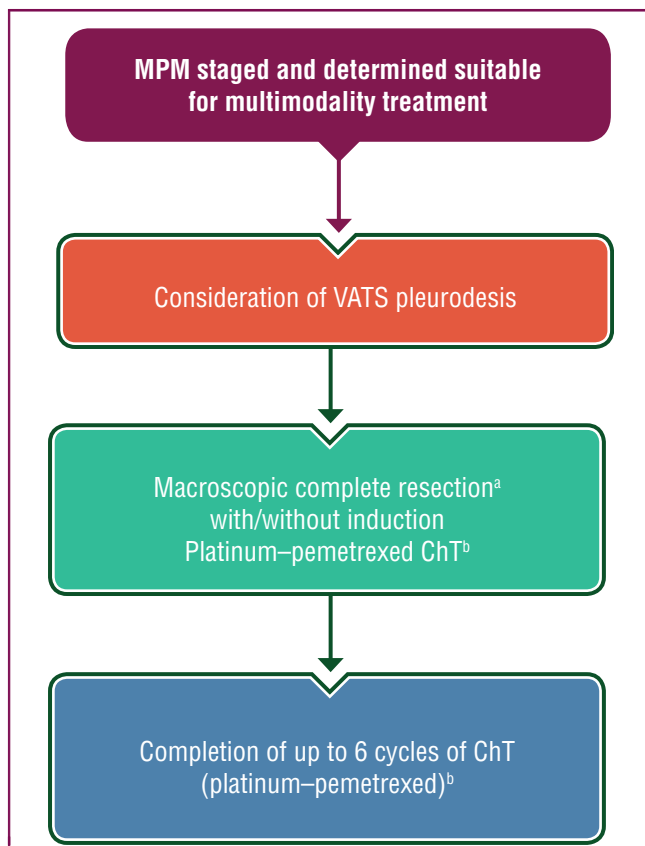 MPM staged and determined suitable
for multimodality treatment
Consideration of VATS pleurodesis
Macroscopic complete resectionᵃ
with/without induction
Platinum–pemetrexed ChTᵇ
Completion of up to 6 cycles of ChT
(platinum–pemetrexed)ᵇ